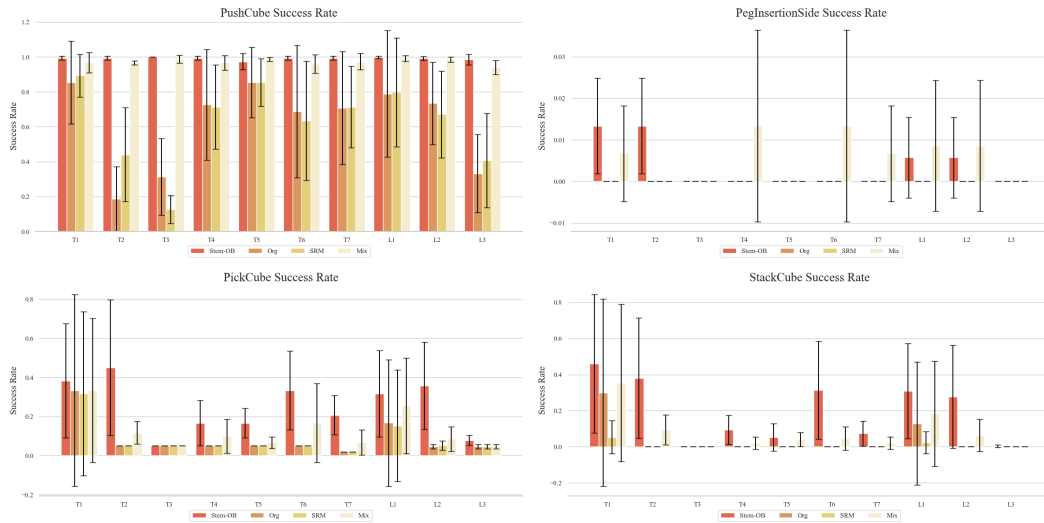 PushCube Success Rate
Success Rate
1.2
1.0
0.8
0.6
0.4
0.2
0.0
T1 T2 T3 T4 T5 T6 T7 L1 L2 L3
Stem-OB Org SRM Mix
PegInsertionSide Success Rate
Success Rate
0.03
0.02
0.01
0.00
−0.01
T1 T2 T3 T4 T5 T6 T7 L1 L2 L3
Stem-OB Org SRM Mix
PickCube Success Rate
Success Rate
0.8
0.6
0.4
0.2
0.0
−0.2
T1 T2 T3 T4 T5 T6 T7 L1 L2 L3
Stem-OB Org SRM Mix
StackCube Success Rate
Success Rate
0.8
0.6
0.4
0.2
0.0
−0.2
T1 T2 T3 T4 T5 T6 T7 L1 L2 L3
Stem-OB Org SRM Mix